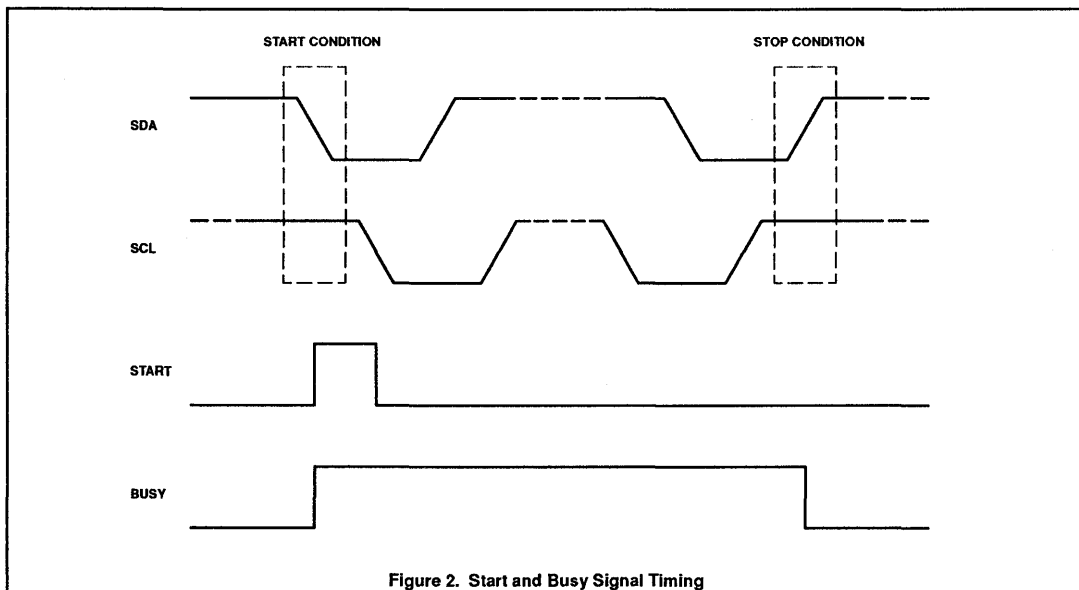 START CONDITION STOP CONDITION
SDA
SCL
START
BUSY
Figure 2. Start and Busy Signal Timing